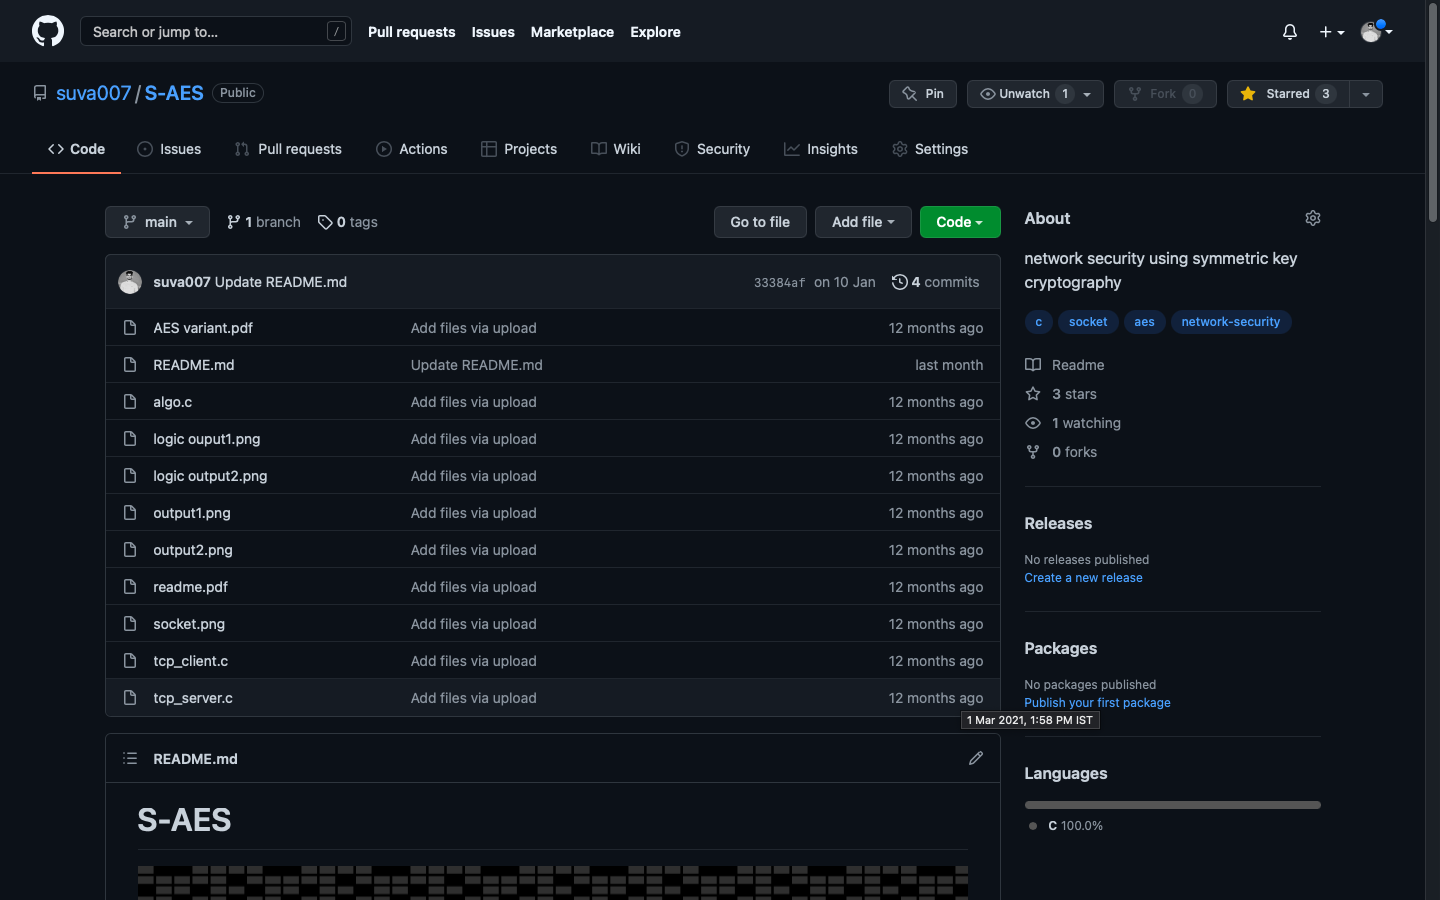 Search or jump to... /
Pull requests Issues Marketplace Explore
suva007 / S-AES Public
Pin Unwatch 1 Fork 0 Starred 3
Code Issues Pull requests Actions Projects Wiki Security Insights Settings
main 1 branch 0 tags Go to file Add file Code
suva007 Update README.md 33384af on 10 Jan 4 commits
AES variant.pdf Add files via upload 12 months ago
README.md Update README.md last month
algo.c Add files via upload 12 months ago
logic ouput1.png Add files via upload 12 months ago
logic output2.png Add files via upload 12 months ago
output1.png Add files via upload 12 months ago
output2.png Add files via upload 12 months ago
readme.pdf Add files via upload 12 months ago
socket.png Add files via upload 12 months ago
tcp_client.c Add files via upload 12 months ago
tcp_server.c Add files via upload 12 months ago
1 Mar 2021, 1:58 PM IST
README.md
S-AES
About
network security using symmetric key
cryptography
c socket aes network-security
Readme
3 stars
1 watching
0 forks
Releases
No releases published
Create a new release
Packages
No packages published
Publish your first package
Languages
C 100.0%